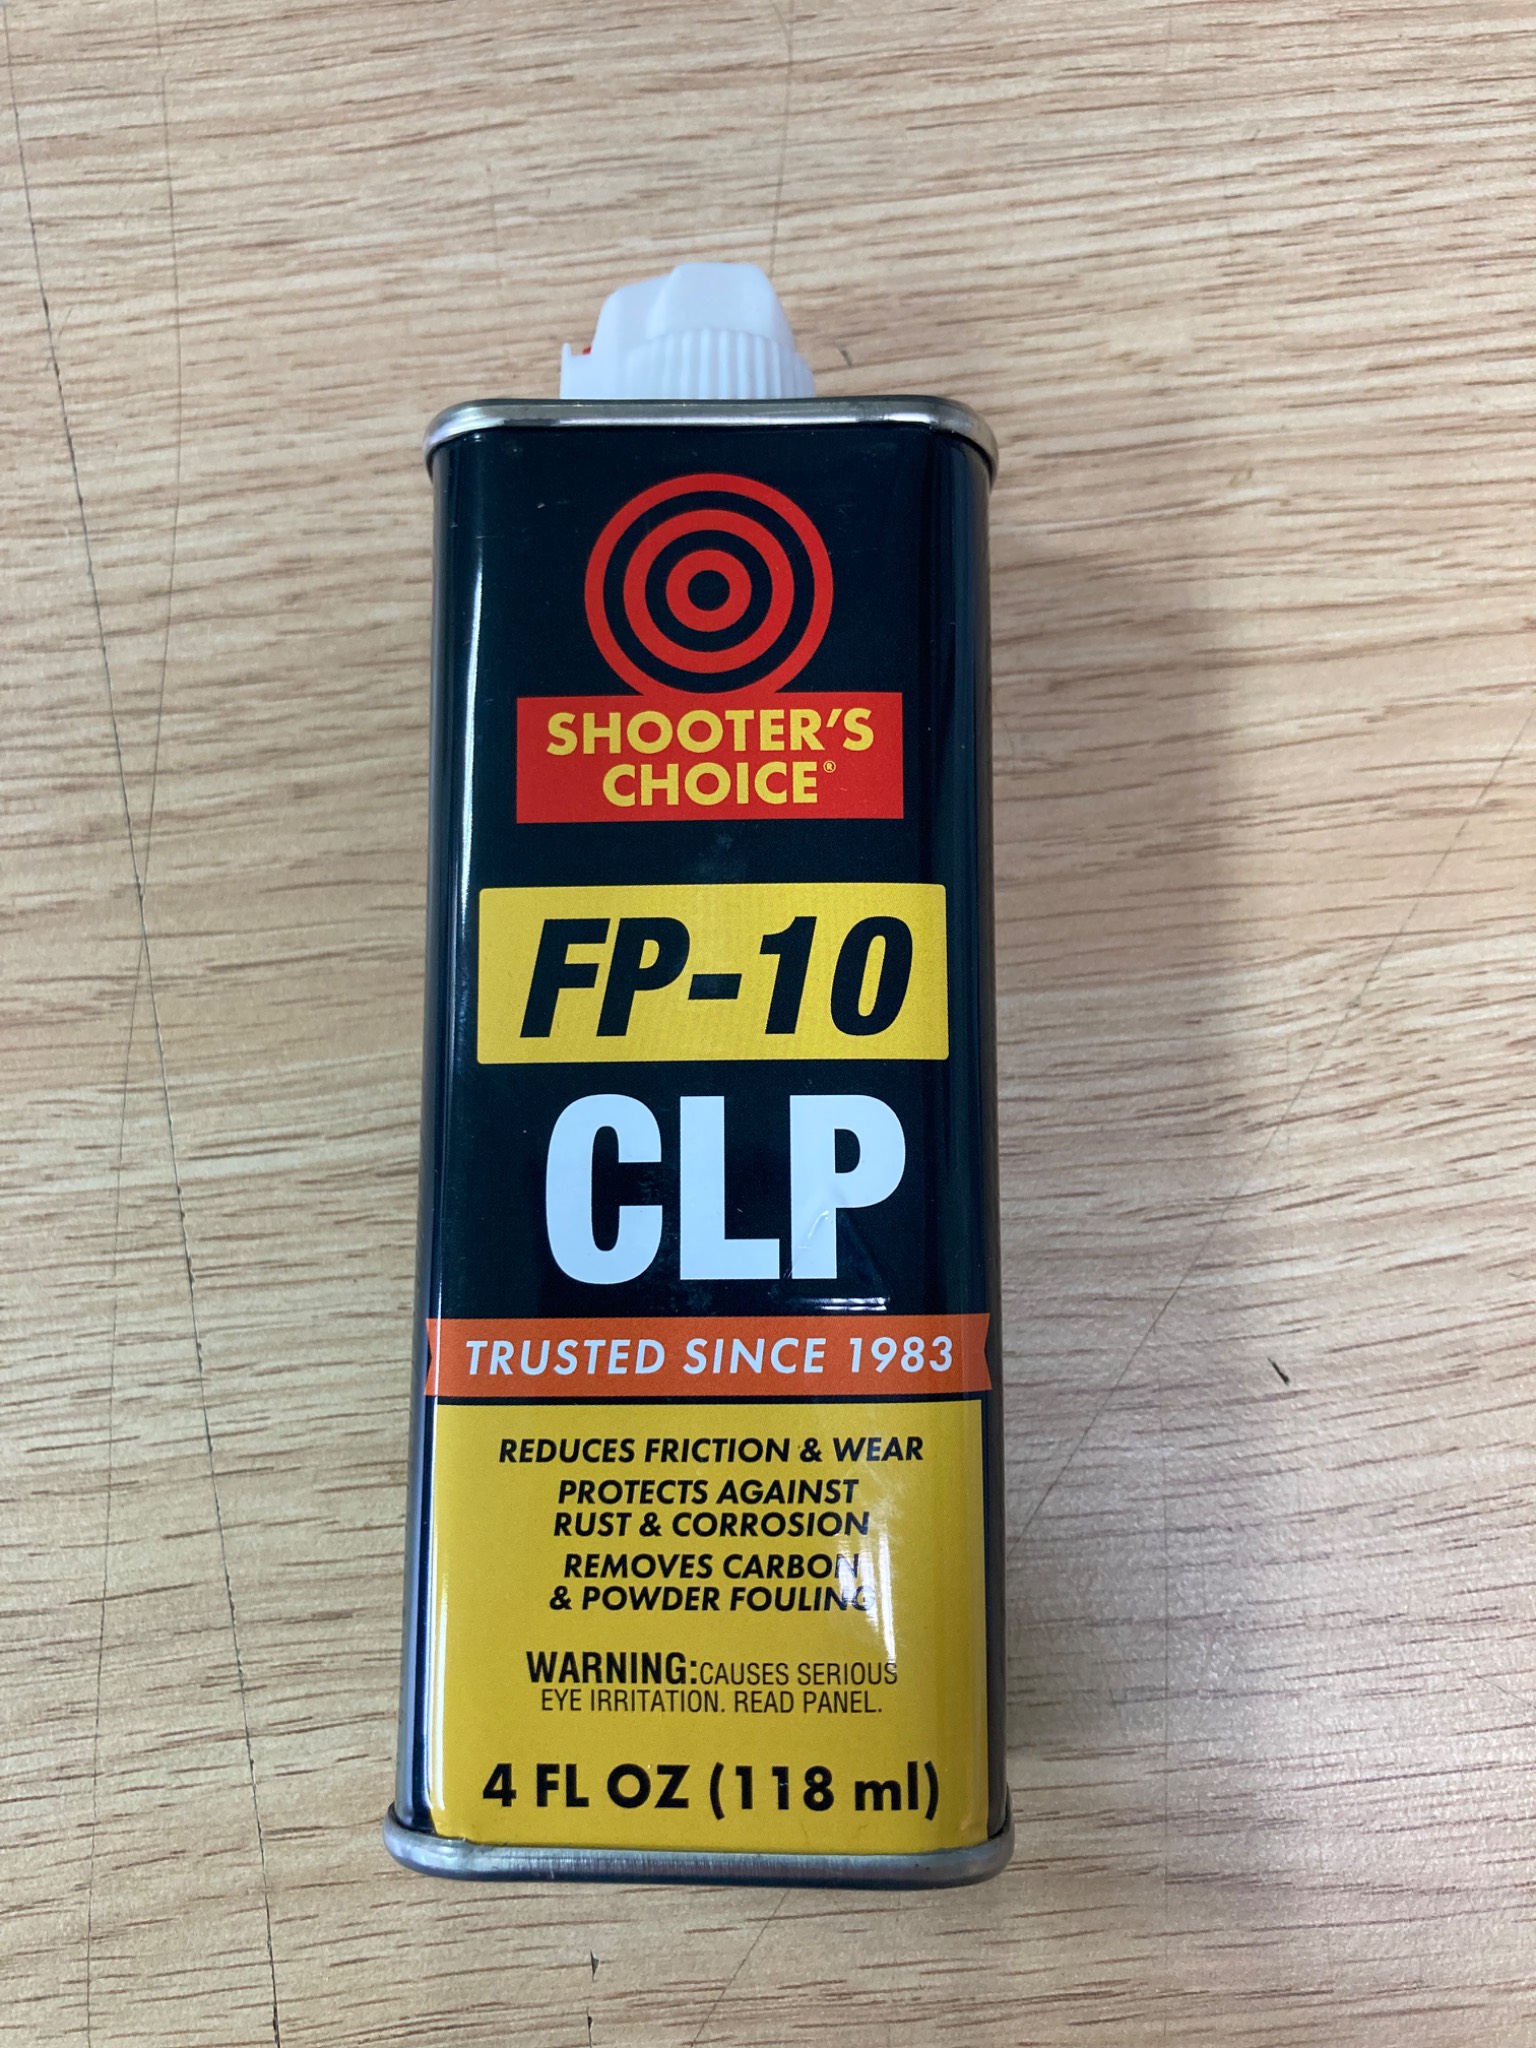 SHOOTER'S
CHOICE®
FP-10
CLP
TRUSTED SINCE 1983
REDUCES FRICTION & WEAR
PROTECTS AGAINST
RUST & CORROSION
REMOVES CARBON
& POWDER FOULING
WARNING:CAUSES SERIOUS
EYE IRRITATION. READ PANEL.
4 FL OZ (118 ml)